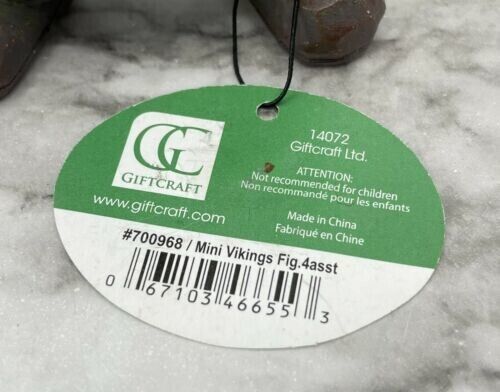 GC
GIFTCRAFT
www.giftcraft.com
14072
Giftcraft Ltd.
ATTENTION:
Not recommended for children
Non recommandé pour les enfants
Made in China
Fabriqué en Chine
#700968 / Mini Vikings Fig.4asst
0 67103 46655 3